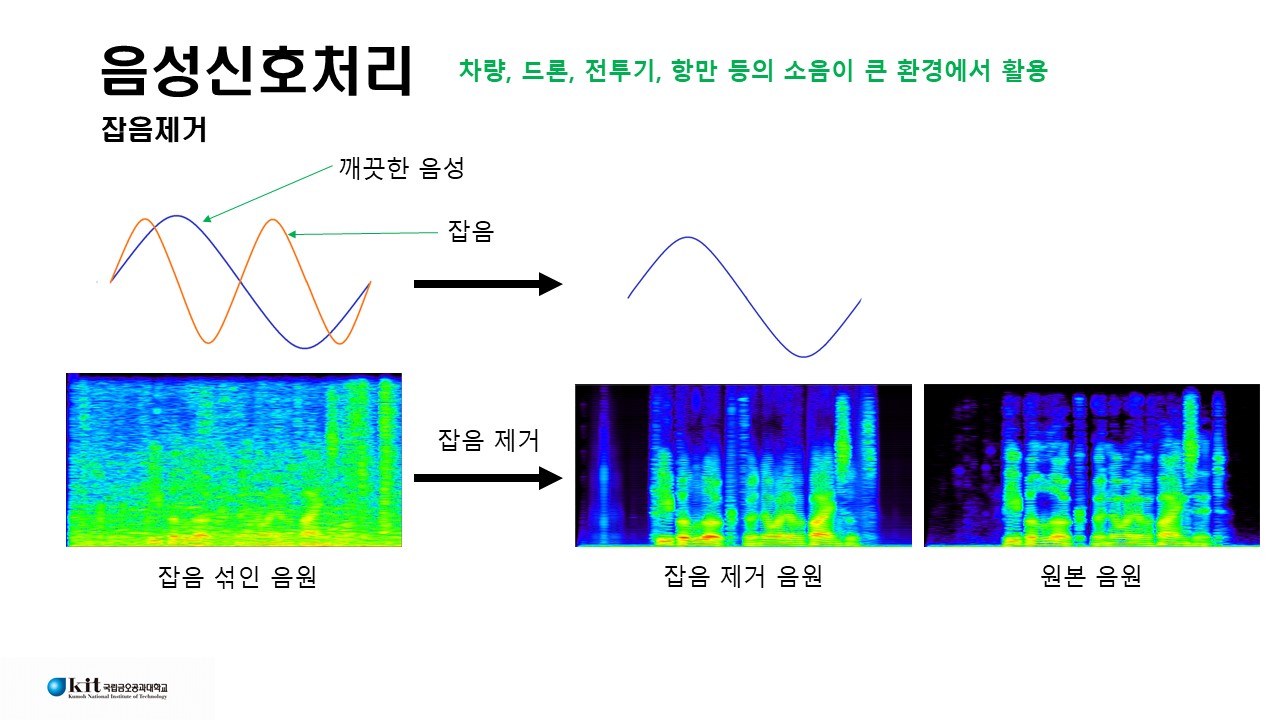 음성신호처리
차량, 드론, 전투기, 항만 등의 소음이 큰 환경에서 활용
잡음제거
깨끗한 음성
잡음
잡음 제거
잡음 섞인 음원
잡음 제거 음원
원본 음원
kit 국립금오공과대학교
Kumoh National Institute of Technology